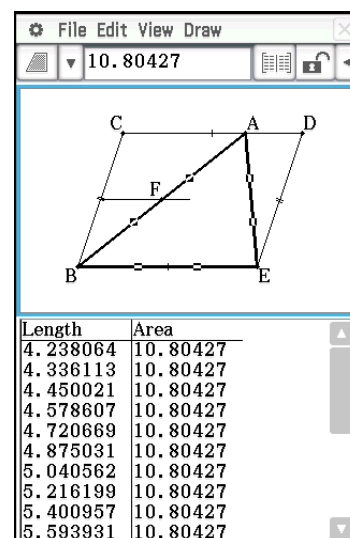 File Edit View Draw
10.80427
C A D
F
B E
Length Area
4.238064 10.80427
4.336113 10.80427
4.450021 10.80427
4.578607 10.80427
4.720669 10.80427
4.875031 10.80427
5.040562 10.80427
5.216199 10.80427
5.400957 10.80427
5.593931 10.80427